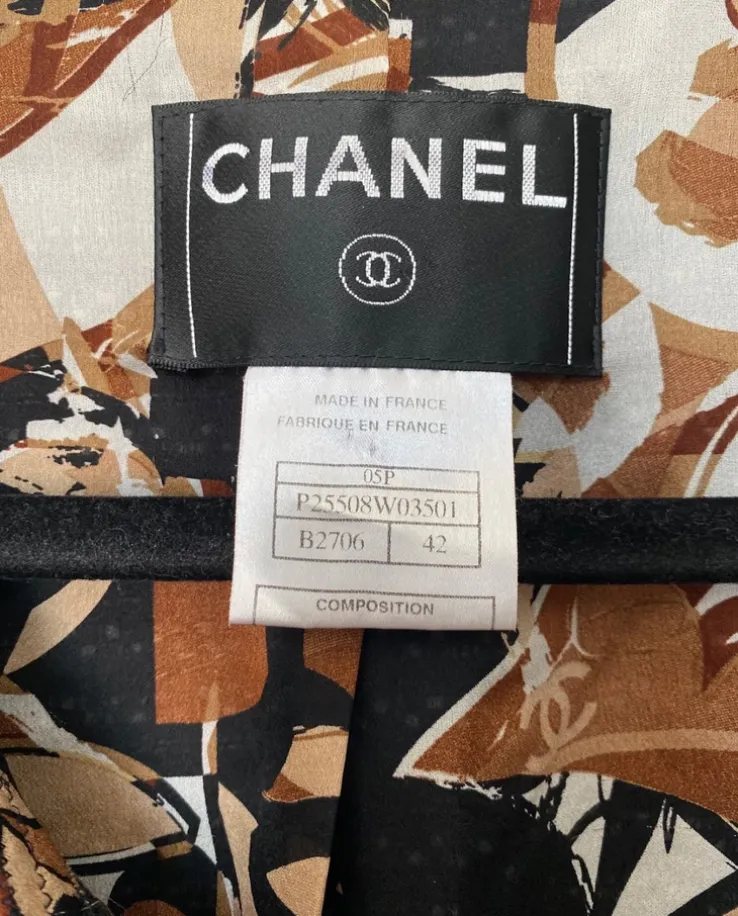 CHANEL
MADE IN FRANCE
FABRIQUE EN FRANCE
05P
P25508W03501
B2706 42
COMPOSITION